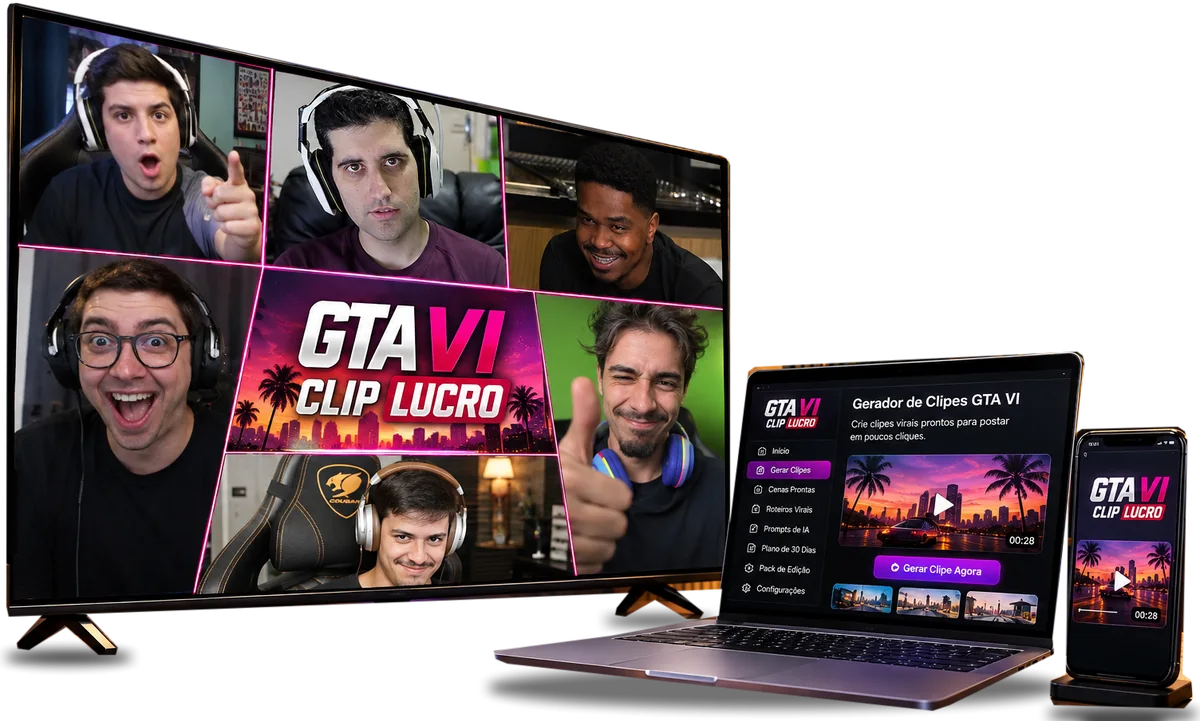 GTA VI
CLIP LUCRO
COUGAR
GTA VI
CLIP LUCRO
Início
Gerar Clipes
Cenas Prontas
Roteiros Virais
Prompts de IA
Plano de 30 Dias
Pack de Edição
Configurações
Gerador de Clipes GTA VI
Crie clipes virais prontos para postar
em poucos cliques.
00:28
Gerar Clipe Agora
GTA VI
CLIP LUCRO
00:28